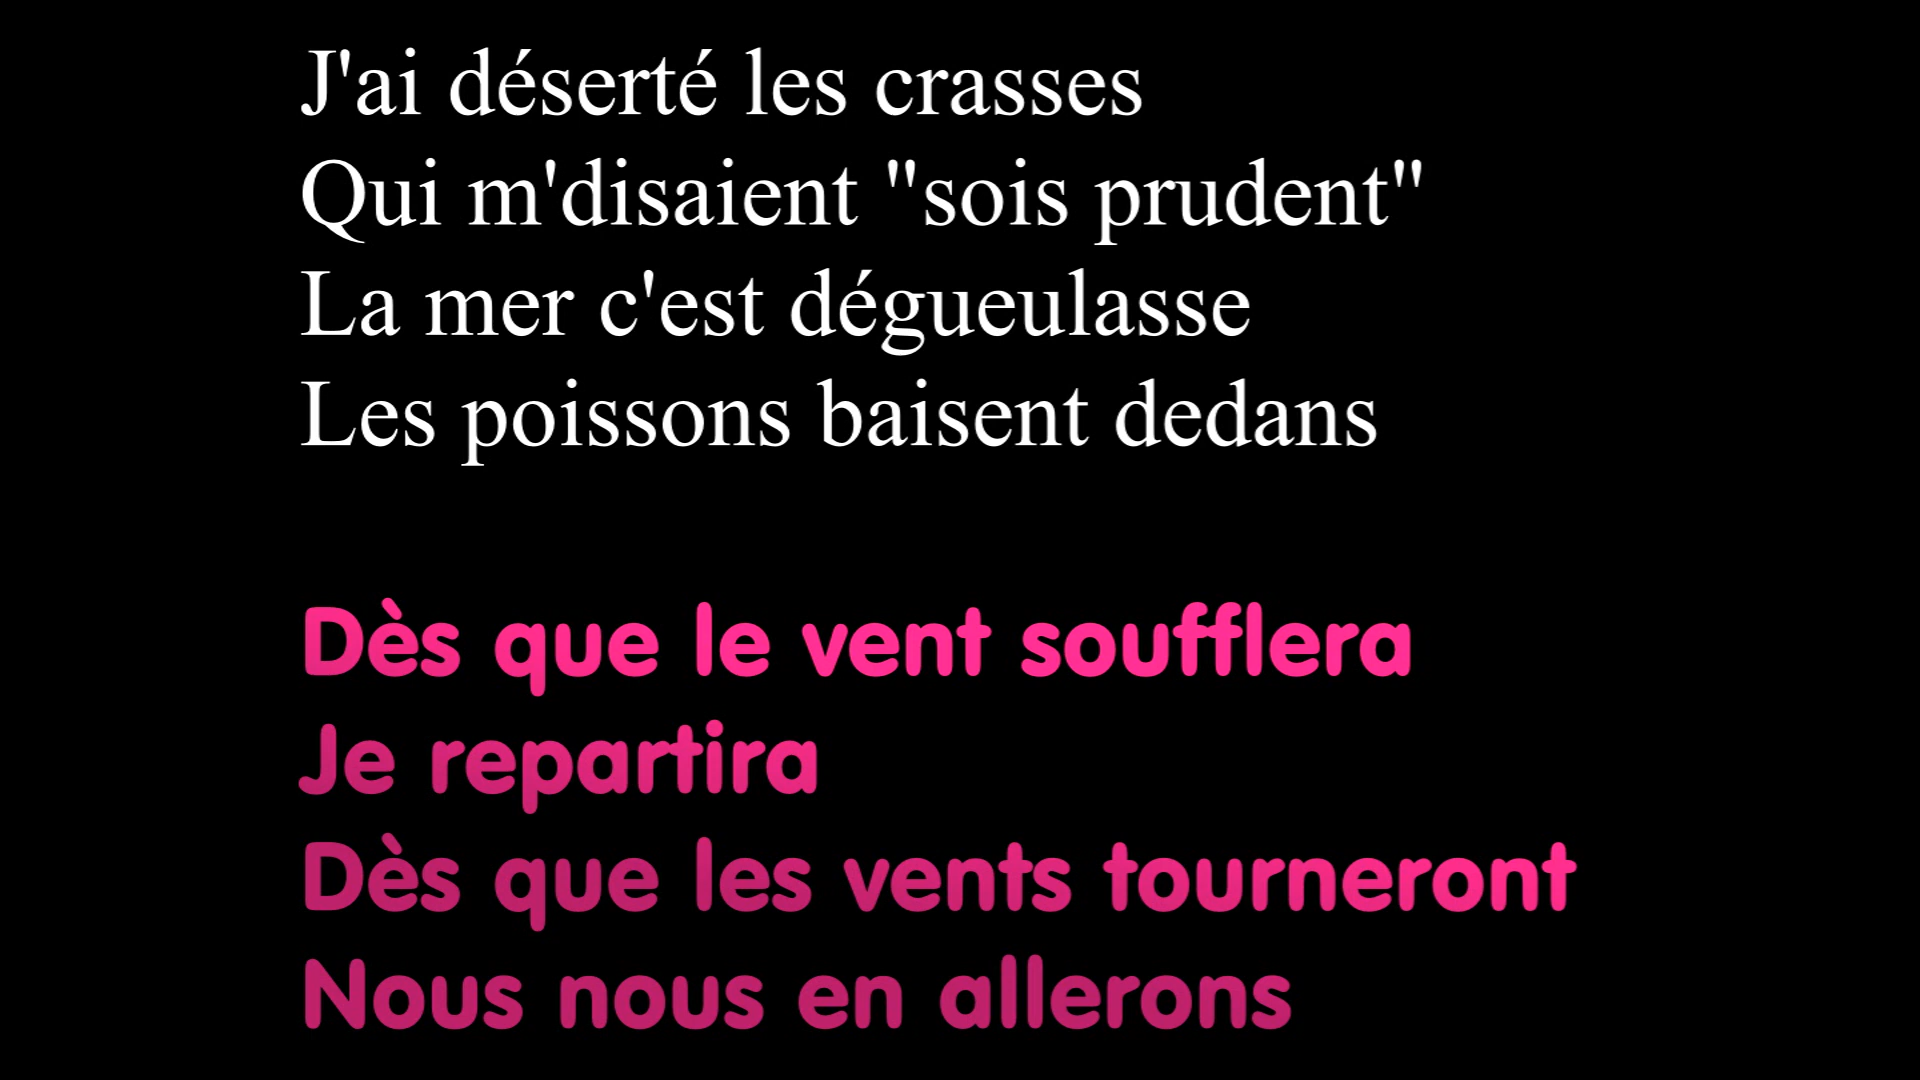 J'ai déserté les crasses
Qui m'disaient "sois prudent"
La mer c'est dégueulasse
Les poissons baisent dedans
Dès que le vent soufflera
Je repartira
Dès que les vents tourneront
Nous nous en allerons